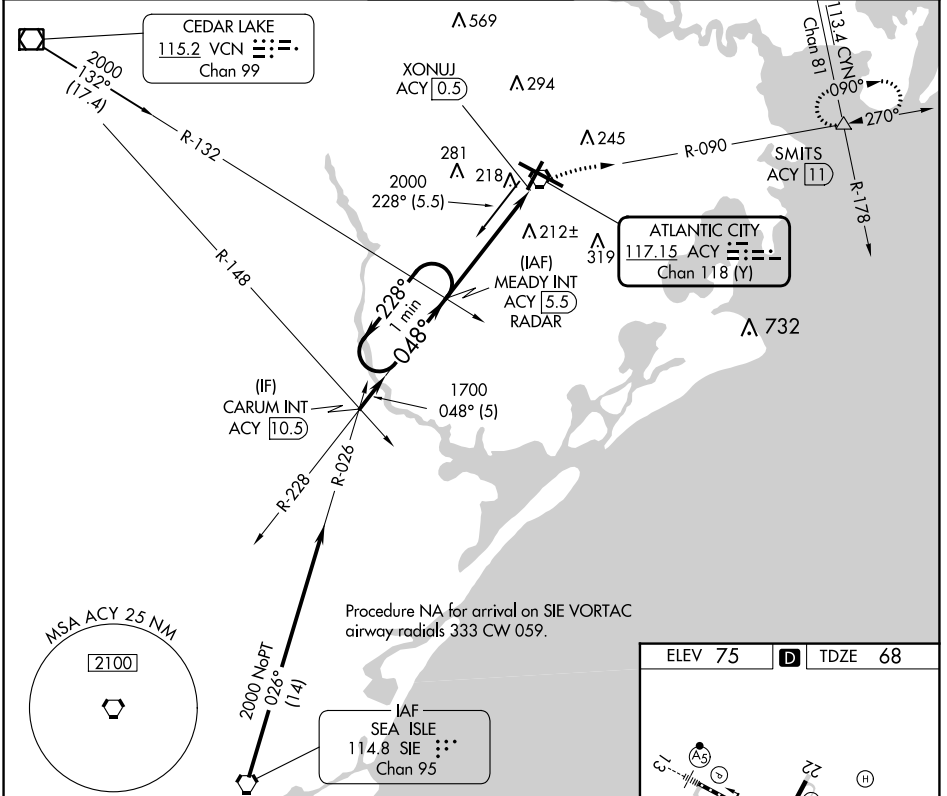 CEDAR LAKE
115.2 VCN
Chan 99
2000
132°
(17.4)
R-132
R-148
569
XONUJ
ACY 0.5
294
113.4 CYN
Chan 81
090°
270°
245
R-090
SMITS
ACY 11
R-178
281
218
2000
228° (5.5)
212±
319
ATLANTIC CITY
117.15 ACY
Chan 118 (Y)
(IAF)
MEADY INT
ACY 5.5
RADAR
732
228°
1 min
048°
(IF)
CARUM INT
ACY 10.5
1700
048° (5)
R-228
R-026
Procedure NA for arrival on SIE VORTAC
airway radials 333 CW 059.
MSA ACY 25 NM
2100
2000 NoPT
026°
(14)
IAF
SEA ISLE
114.8 SIE
Chan 95
ELEV 75 D TDZE 68
A5
P
13
22
H